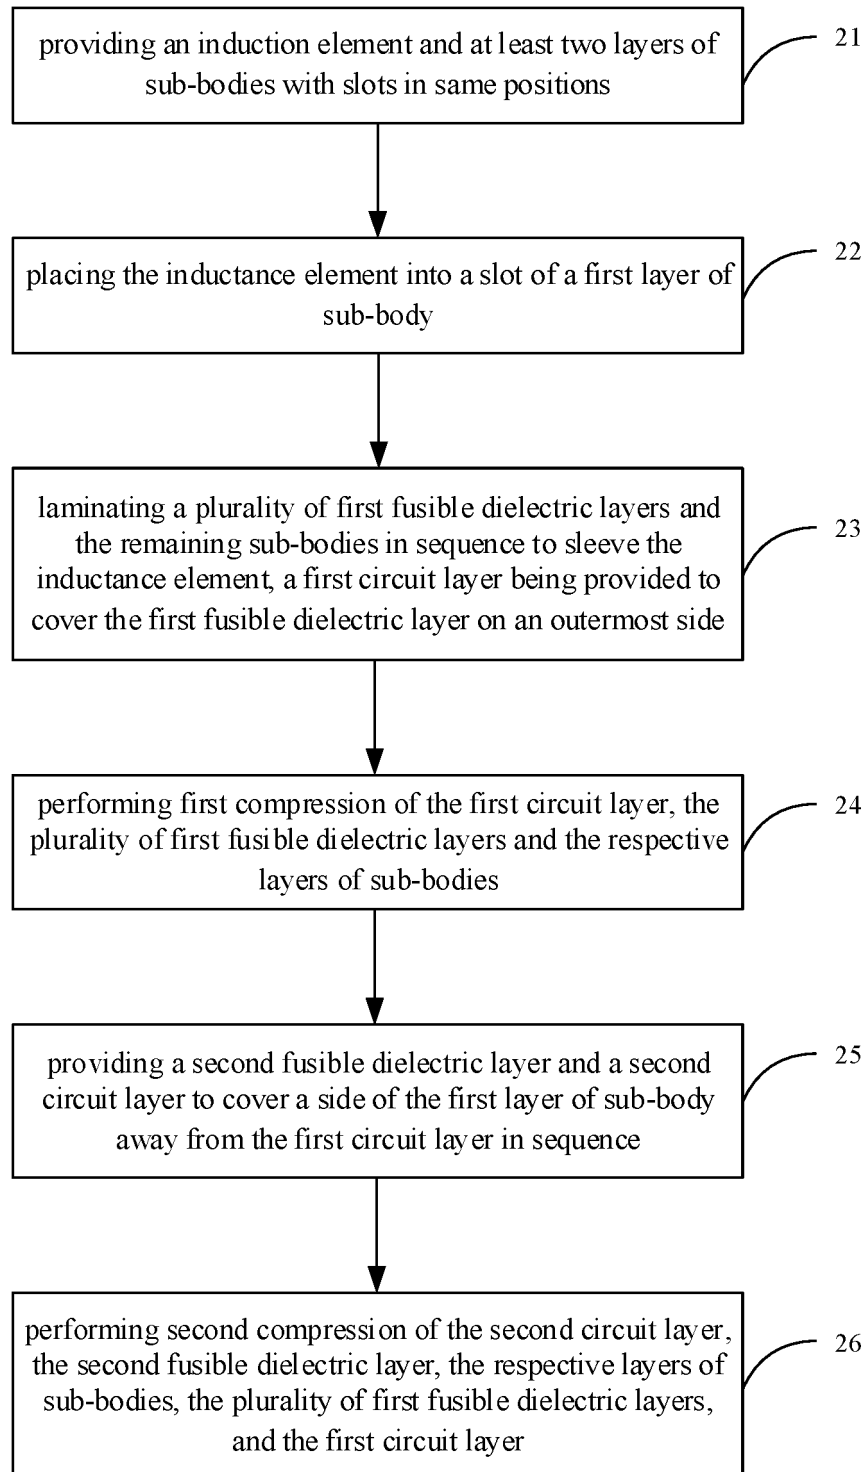 providing an induction element and at least two layers of
sub-bodies with slots in same positions
21
placing the inductance element into a slot of a first layer of
sub-body
22
laminating a plurality of first fusible dielectric layers and
the remaining sub-bodies in sequence to sleeve the
inductance element, a first circuit layer being provided to
cover the first fusible dielectric layer on an outermost side
23
performing first compression of the first circuit layer, the
plurality of first fusible dielectric layers and the respective
layers of sub-bodies
24
providing a second fusible dielectric layer and a second
circuit layer to cover a side of the first layer of sub-body
away from the first circuit layer in sequence
25
performing second compression of the second circuit layer,
the second fusible dielectric layer, the respective layers of
sub-bodies, the plurality of first fusible dielectric layers,
and the first circuit layer
26